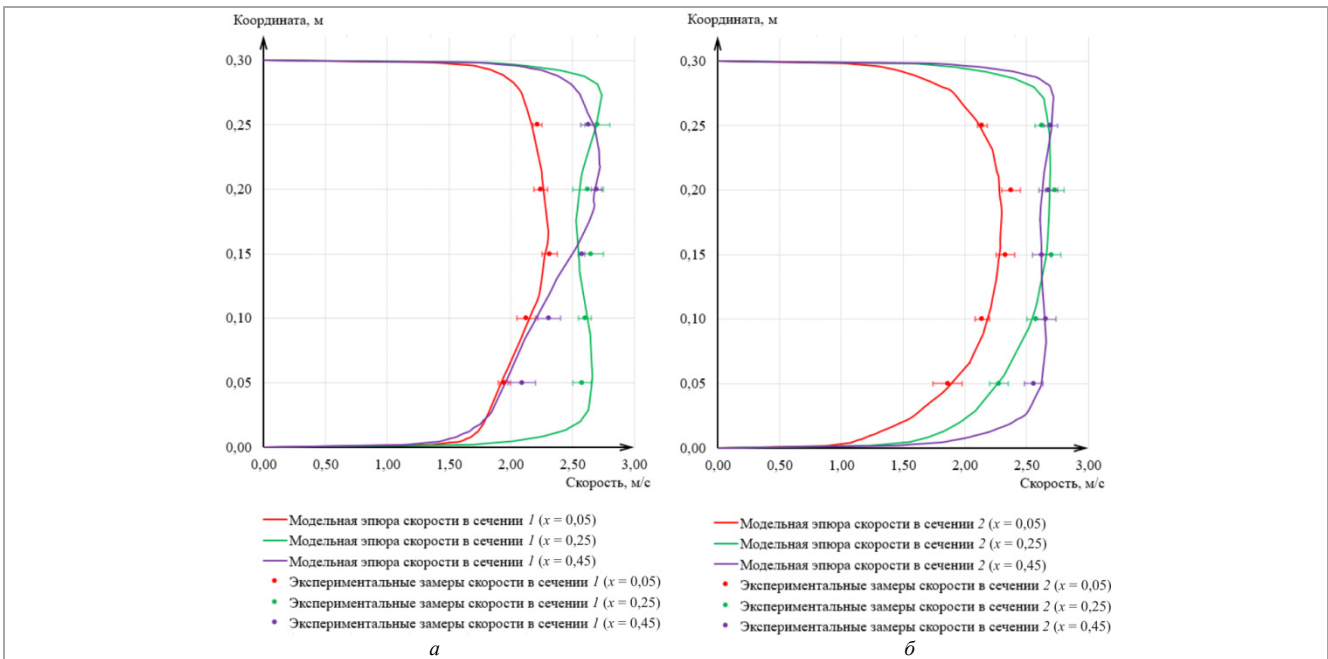 Координата, м
0,30
0,25
0,20
0,15
0,10
0,05
0,00
0,00 0,50 1,00 1,50 2,00 2,50 3,00
Скорость, м/с
Модельная эпюра скорости в сечении 1 (x = 0,05)
Модельная эпюра скорости в сечении 1 (x = 0,25)
Модельная эпюра скорости в сечении 1 (x = 0,45)
Экспериментальные замеры скорости в сечении 1 (x = 0,05)
Экспериментальные замеры скорости в сечении 1 (x = 0,25)
Экспериментальные замеры скорости в сечении 1 (x = 0,45)
а
Координата, м
0,30
0,25
0,20
0,15
0,10
0,05
0,00
0,00 0,50 1,00 1,50 2,00 2,50 3,00
Скорость, м/с
Модельная эпюра скорости в сечении 2 (x = 0,05)
Модельная эпюра скорости в сечении 2 (x = 0,25)
Модельная эпюра скорости в сечении 2 (x = 0,45)
Экспериментальные замеры скорости в сечении 2 (x = 0,05)
Экспериментальные замеры скорости в сечении 2 (x = 0,25)
Экспериментальные замеры скорости в сечении 2 (x = 0,45)
б